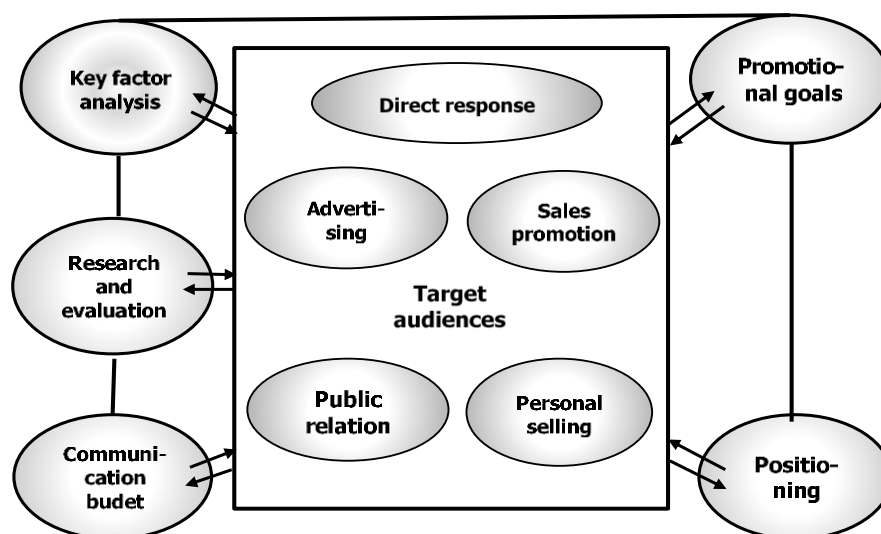 Key factor
analysis
Promotio-
nal goals
Direct response
Adverti-
sing
Sales
promotion
Research
and
evaluation
Target
audiences
Public
relation
Personal
selling
Communi-
cation
budet
Positio-
ning